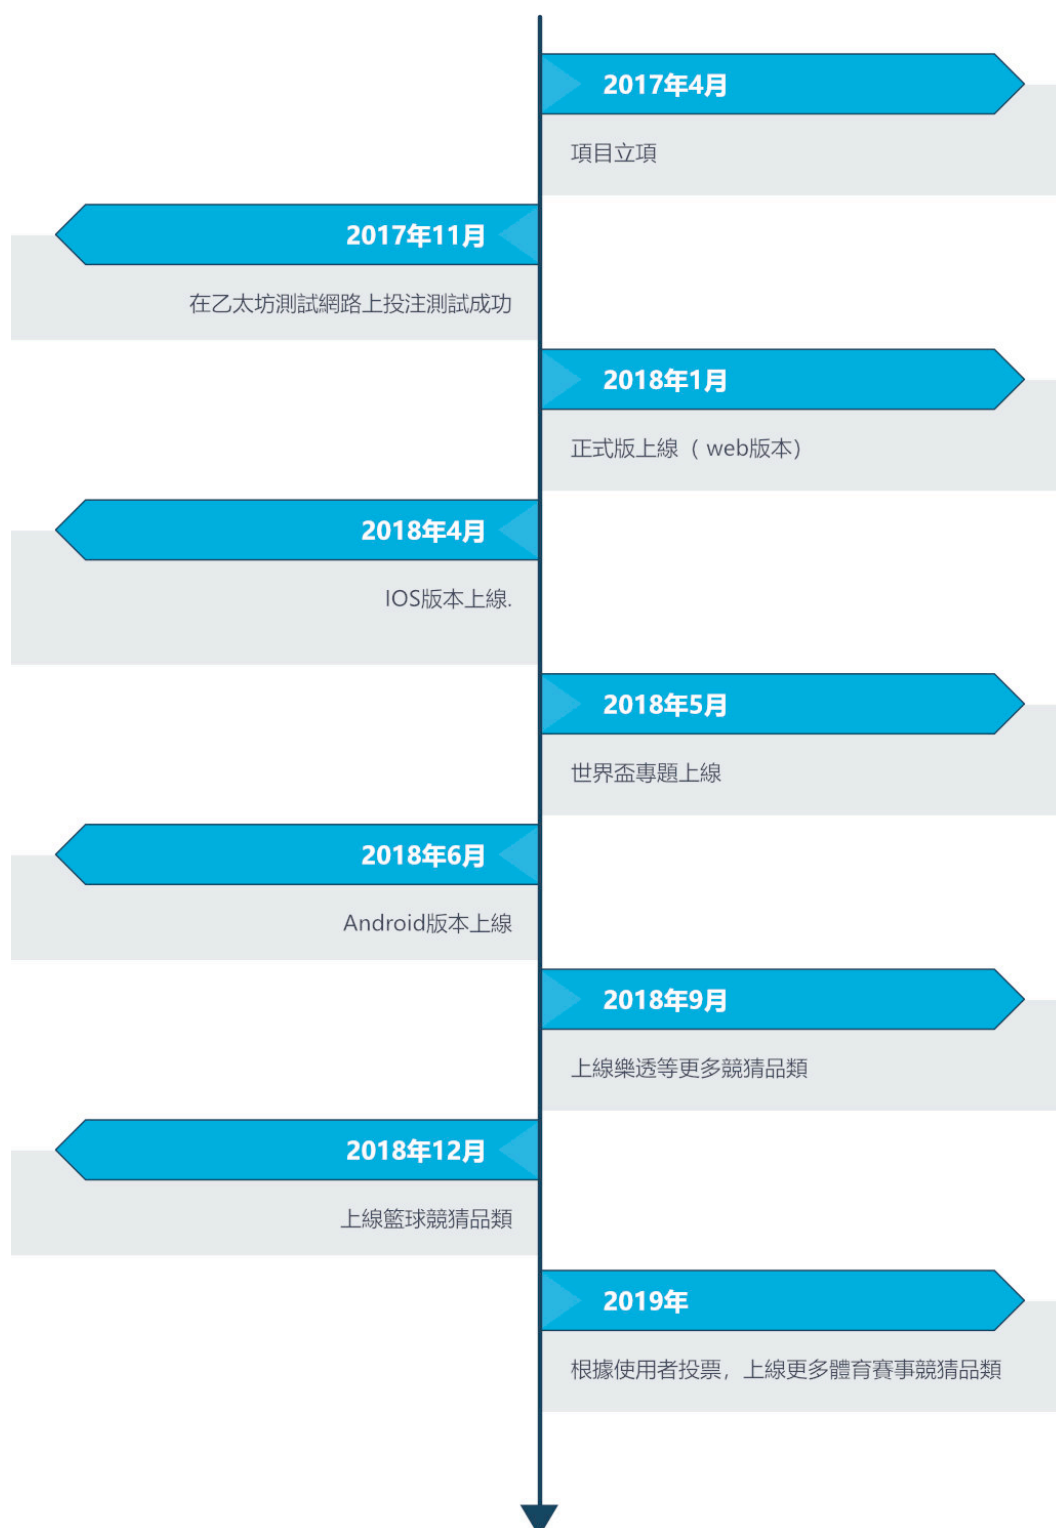 2017年4月
項目立項
2017年11月
在乙太坊測試網路上投注測試成功
2018年1月
正式版上線（ web版本）
2018年4月
IOS版本上線.
2018年5月
世界盃專題上線
2018年6月
Android版本上線
2018年9月
上線樂透等更多競猜品類
2018年12月
上線籃球競猜品類
2019年
根據使用者投票，上線更多體育賽事競猜品類